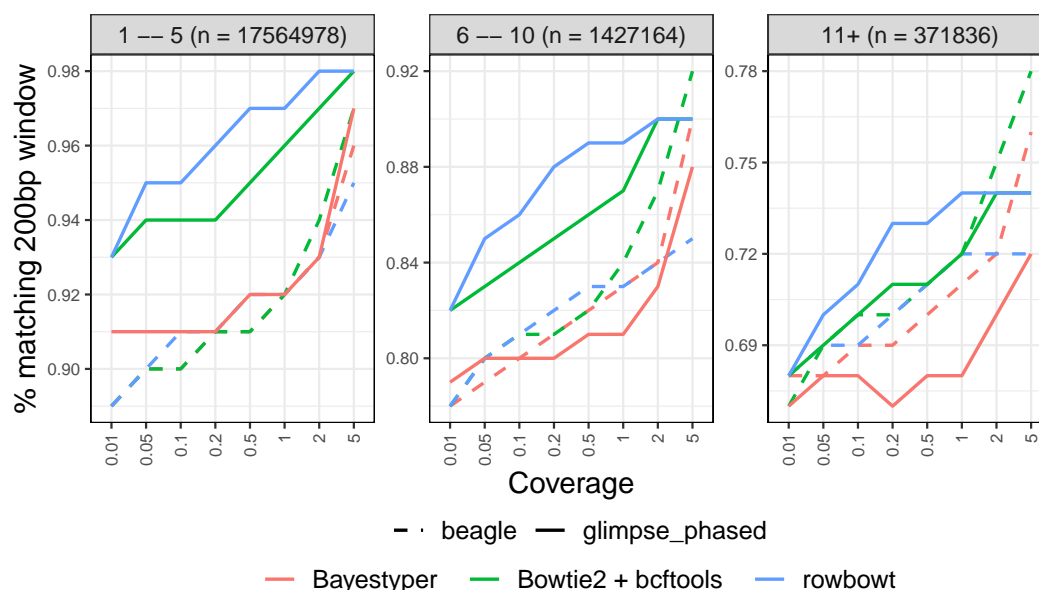 1 −− 5 (n = 17564978)
6 −− 10 (n = 1427164)
11+ (n = 371836)
% matching 200bp window
0.98
0.96
0.94
0.92
0.90
0.92
0.88
0.84
0.80
0.78
0.75
0.72
0.69
0.01 0.05 0.1 0.2 0.5 1 2 5
0.01 0.05 0.1 0.2 0.5 1 2 5
0.01 0.05 0.1 0.2 0.5 1 2 5
Coverage
beagle glimpse_phased
Bayestyper Bowtie2 + bcftools rowbowt